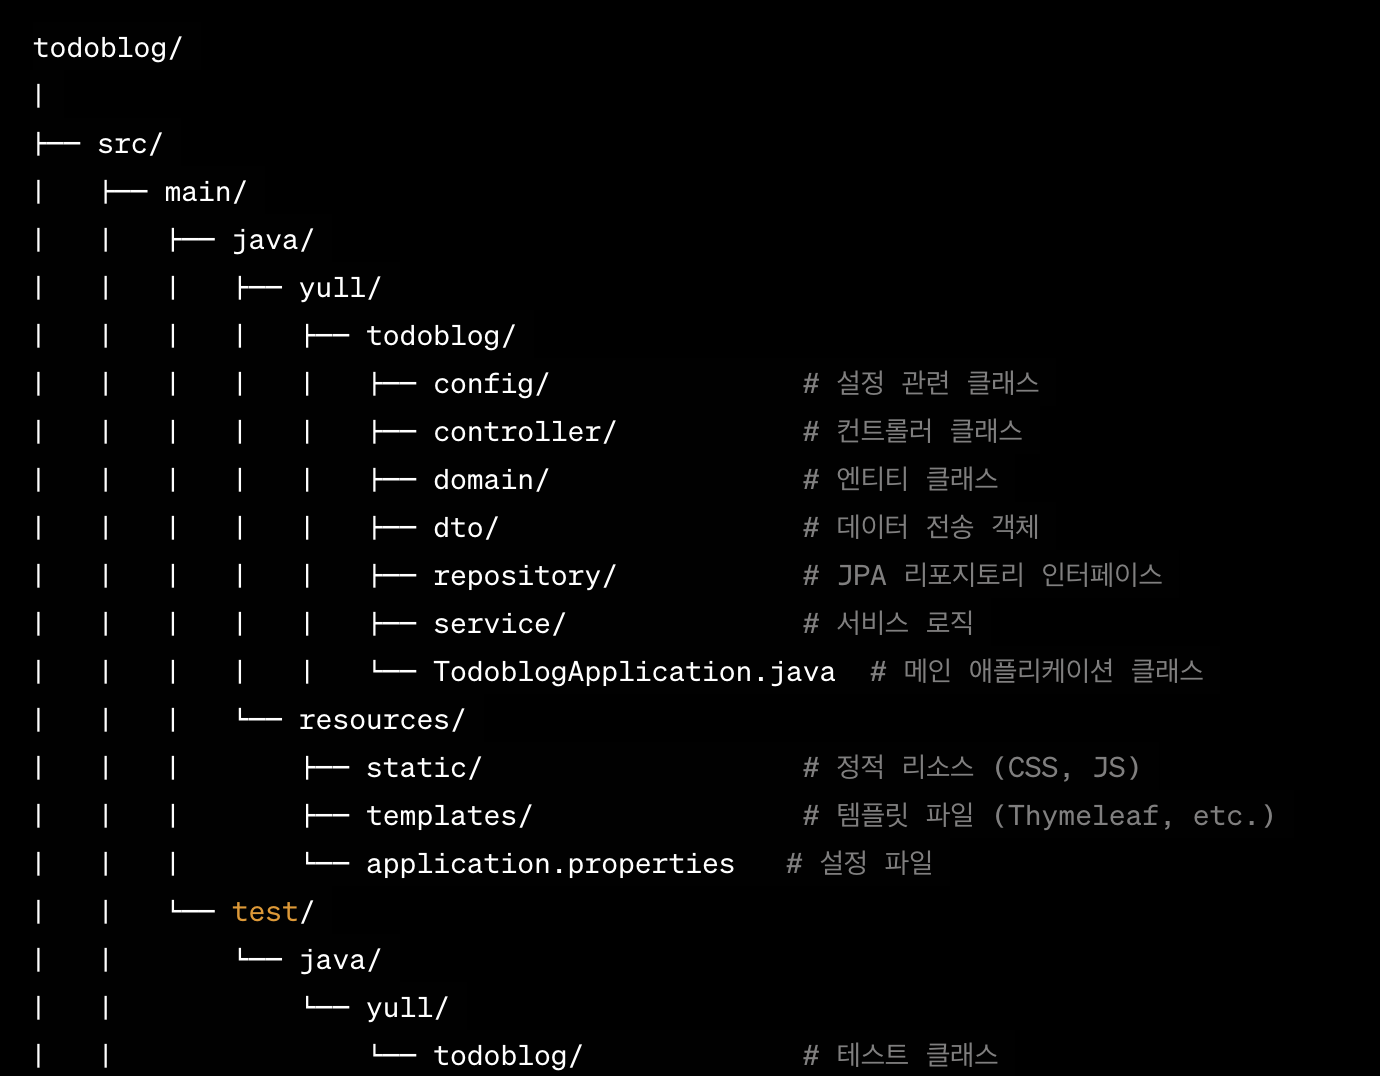 todoblog/
|
├── src/
|   ├── main/
|   |   ├── java/
|   |   |   ├── yull/
|   |   |   |   ├── todoblog/
|   |   |   |   |   ├── config/               # 설정 관련 클래스
|   |   |   |   |   ├── controller/           # 컨트롤러 클래스
|   |   |   |   |   ├── domain/               # 엔티티 클래스
|   |   |   |   |   ├── dto/                  # 데이터 전송 객체
|   |   |   |   |   ├── repository/           # JPA 리포지토리 인터페이스
|   |   |   |   |   ├── service/              # 서비스 로직
|   |   |   |   |   └── TodoblogApplication.java  # 메인 애플리케이션 클래스
|   |   |   └── resources/
|   |   |       ├── static/                   # 정적 리소스 (CSS, JS)
|   |   |       ├── templates/                # 템플릿 파일 (Thymeleaf, etc.)
|   |   |       └── application.properties   # 설정 파일
|   |   └── test/
|   |       └── java/
|   |           └── yull/
|   |               └── todoblog/             # 테스트 클래스